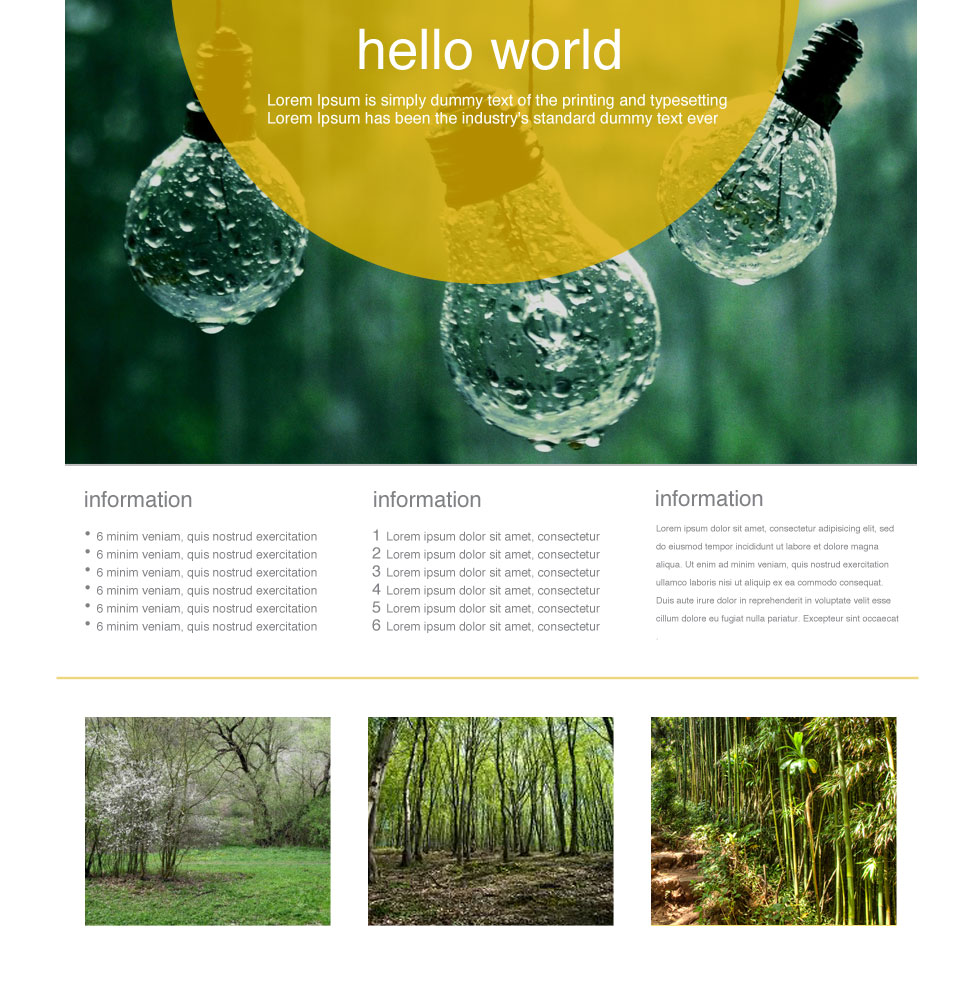 hello world
Lorem Ipsum is simply dummy text of the printing and typesetting
Lorem Ipsum has been the industry's standard dummy text ever
information
• 6 minim veniam, quis nostrud exercitation
• 6 minim veniam, quis nostrud exercitation
• 6 minim veniam, quis nostrud exercitation
• 6 minim veniam, quis nostrud exercitation
• 6 minim veniam, quis nostrud exercitation
• 6 minim veniam, quis nostrud exercitation
information
1 Lorem ipsum dolor sit amet, consectetur
2 Lorem ipsum dolor sit amet, consectetur
3 Lorem ipsum dolor sit amet, consectetur
4 Lorem ipsum dolor sit amet, consectetur
5 Lorem ipsum dolor sit amet, consectetur
6 Lorem ipsum dolor sit amet, consectetur
information
Lorem ipsum dolor sit amet, consectetur adipisicing elit, sed
do eiusmod tempor incididunt ut labore et dolore magna
aliqua. Ut enim ad minim veniam, quis nostrud exercitation
ullamco laboris nisi ut aliquip ex ea commodo consequat.
Duis aute irure dolor in reprehenderit in voluptate velit esse
cillum dolore eu fugiat nulla pariatur. Excepteur sint occaecat
.